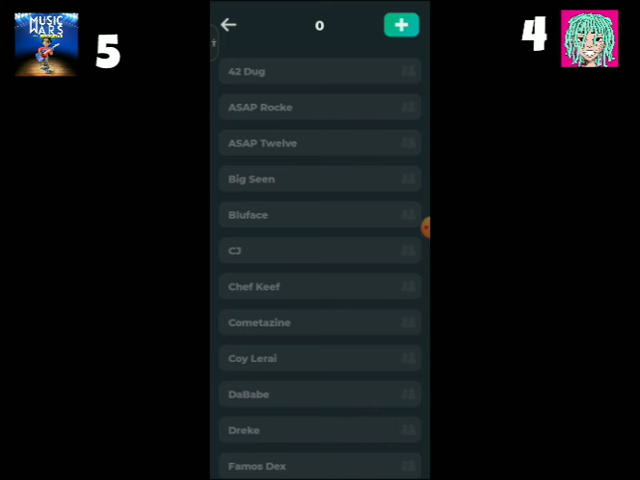 MUSIC
WARS
5
0
+
4
42 Dug
ASAP Rocke
ASAP Twelve
Big Seen
Bluface
CJ
Chef Keef
Cometazine
Coy Lerai
DaBabe
Dreke
Famos Dex